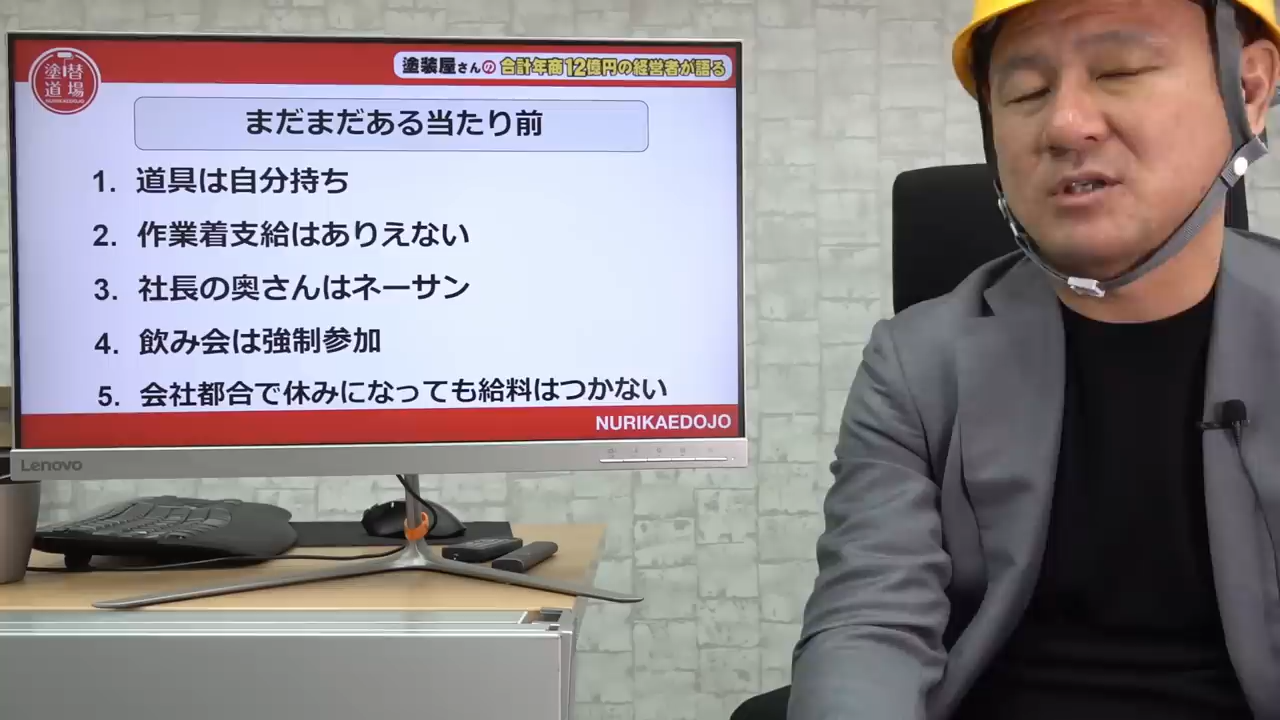 塗替
道場
NURIKAEDOJO
塗装屋さんの 合計年商12億円の経営者が語る
まだまだある当たり前
1. 道具は自分持ち
2. 作業着支給はありえない
3. 社長の奥さんはネーサン
4. 飲み会は強制参加
5. 会社都合で休みになっても給料はつかない
NURIKAEDOJO
Lenovo